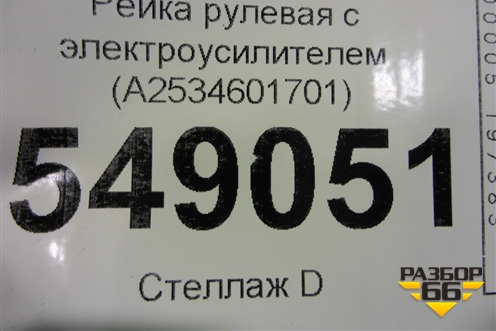 Рейка рулевая с
электроусилителем
(A2534601701)
549051
Стеллаж D
РАЗБОР
66